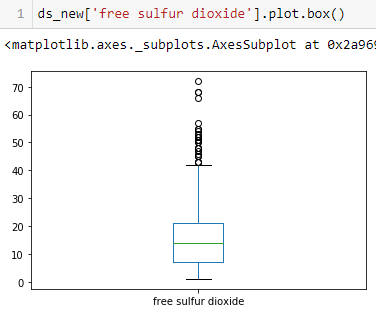 1 ds_new['free sulfur dioxide'].plot.box()
<matplotlib.axes._subplots.AxesSubplot at 0x2a969
70
60
50
40
30
20
10
0
free sulfur dioxide